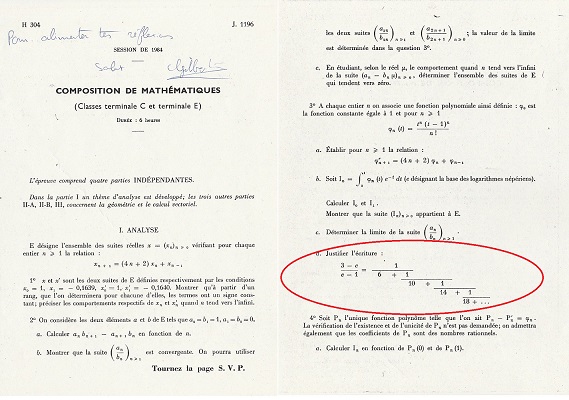 H 304
J. 1196
Pour alimenter tes réflexions
SESSION DE 1984
Salut
COMPOSITION DE MATHÉMATIQUES
(Classes terminale C et terminale E)
DURÉE : 6 heures
L'épreuve comprend quatre parties INDÉPENDANTES.
Dans la partie I un thème d'analyse est développé; les trois autres parties
II-A, II-B, III, concernent la géométrie et le calcul vectoriel.
I. ANALYSE
E désigne l'ensemble des suites réelles x = (xₙ)ₙ≥₀ vérifiant pour chaque
entier n ≥ 1 la relation :
xₙ₊₁ = (4n + 2) xₙ + xₙ₋₁.
1° x et x' sont les deux suites de E définies respectivement par les conditions
x₀ = 1, x₁ = — 0,1639, x'₀ = 1, x'₁ = — 0,1640. Montrer qu'à partir d'un
rang, que l'on déterminera pour chacune d'elles, les termes ont un signe cons-
tant; préciser les comportements respectifs de xₙ et x'ₙ quand n tend vers l'infini.
2° On considère les deux éléments a et b de E tels que a₀ = b₁ = 1, a₁ = b₀ = 0.
a. Calculer aₙ bₙ₊₁ — aₙ₊₁ bₙ en fonction de n.
b. Montrer que la suite (aₙ/bₙ)ₙ≥₁ est convergente. On pourra utiliser
Tournez la page S. V. P.
les deux suites (a₂ₙ/b₂ₙ)ₙ≥₁ et (a₂ₙ₊₁/b₂ₙ₊₁)ₙ≥₀; la valeur de la limite
est déterminée dans la question 3°.
c. En étudiant, selon le réel μ, le comportement quand n tend vers l'infini
de la suite (aₙ — bₙ μ)ₙ≥₀, déterminer l'ensemble des suites de E
qui tendent vers zéro.
3° A chaque entier n on associe une fonction polynomiale ainsi définie : φ₀ est
la fonction constante égale à 1 et pour n ≥ 1
φₙ (t) = tⁿ (t — 1)ⁿ / n!
a. Établir pour n ≥ 1 la relation :
φ″ₙ₊₁ = (4n + 2) φₙ + φₙ₋₁
b. Soit Iₙ = ∫₀¹ φₙ (t) e⁻ᵗ dt (e désignant la base des logarithmes népériens).
Calculer I₀ et I₁.
Montrer que la suite (Iₙ)ₙ≥₀ appartient à E.
c. Déterminer la limite de la suite (aₙ/bₙ)ₙ≥₁.
d. Justifier l'écriture :
3 — e
e — 1
= 1
6 + 1
10 + 1
14 + 1
18 + ...
4° Soit Pₙ l'unique fonction polynôme telle que l'on ait Pₙ — P'ₙ = φₙ.
La vérification de l'existence et de l'unicité de Pₙ n'est pas demandée; on admettra
également que les coefficients de Pₙ sont des nombres rationnels.
a. Calculer Iₙ en fonction de Pₙ (0) et de Pₙ (1).